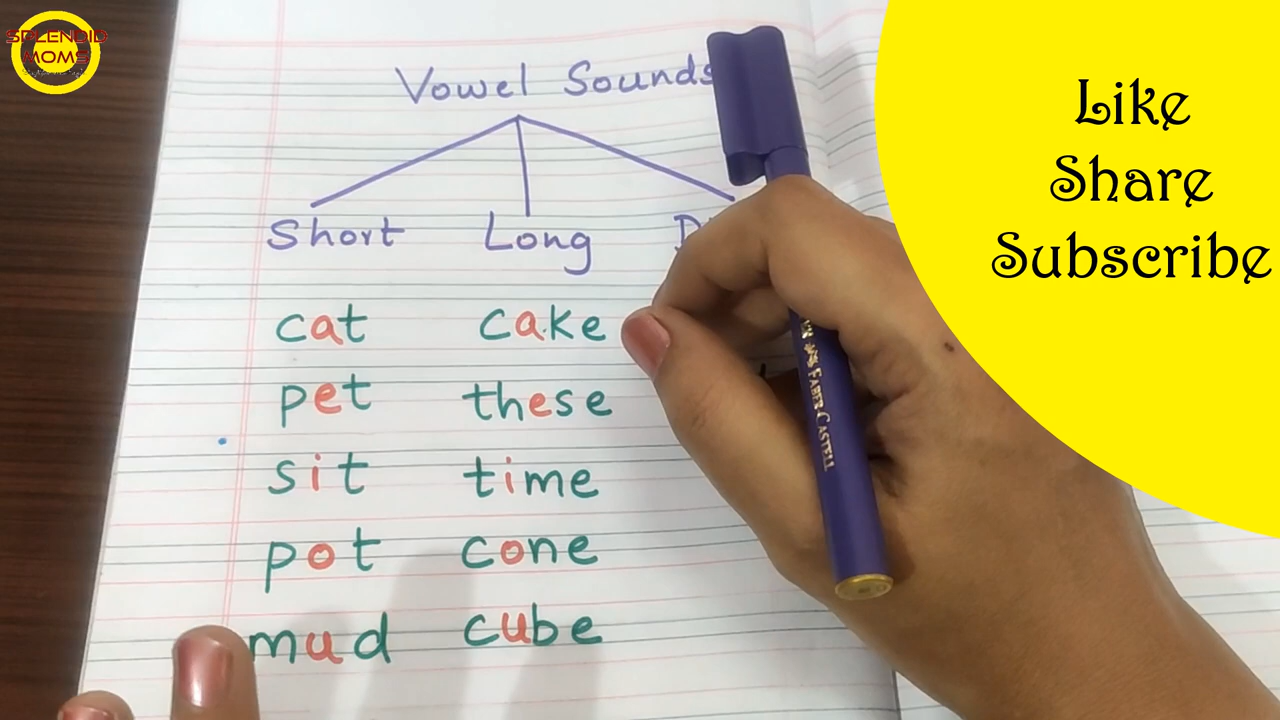 SPLENDID
MOMS
Vowel Sounds
Short Long
cat cake
pet these
sit time
pot cone
mud cube
FABER-CASTELL
Like
Share
Subscribe